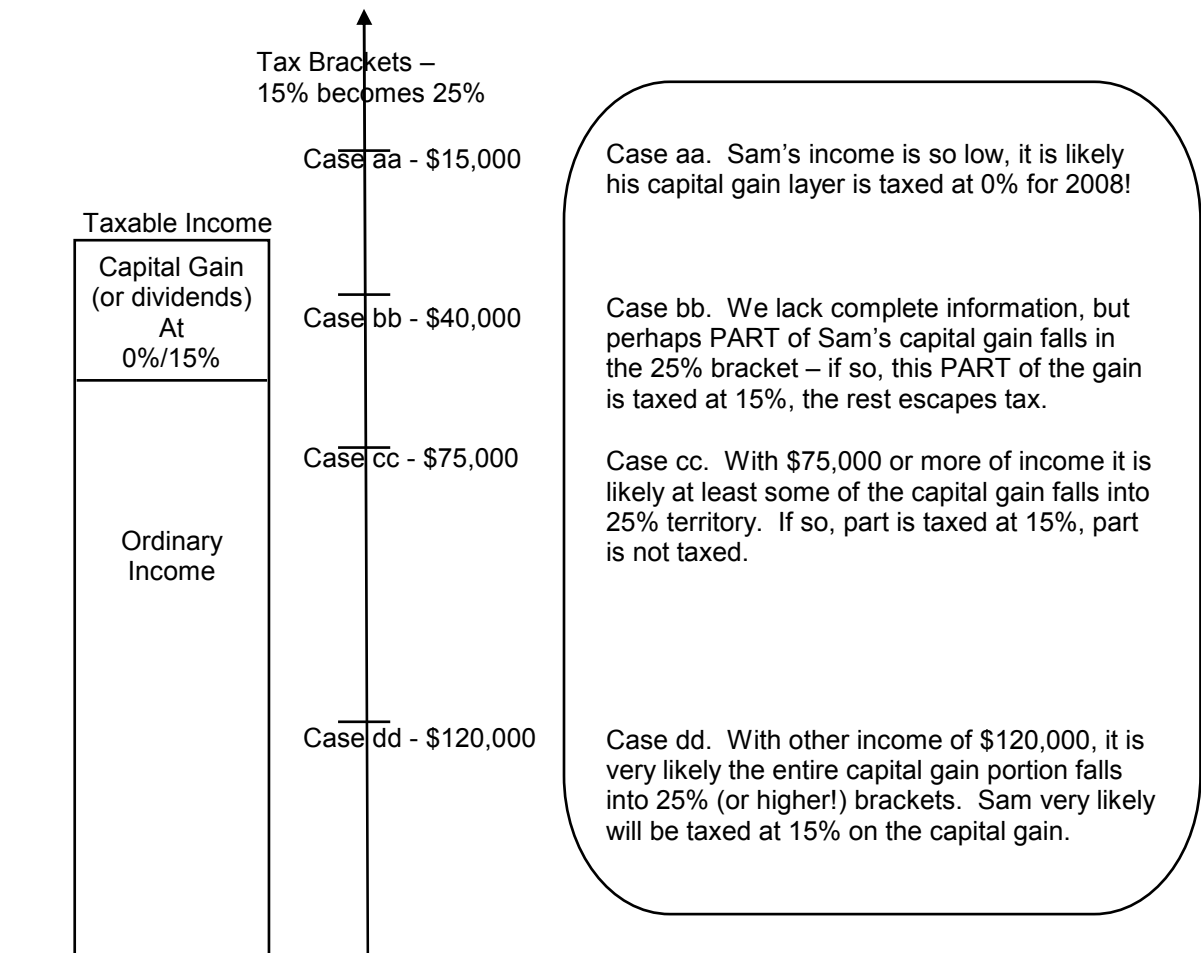 Tax Brackets –
15% becomes 25%
Case aa - $15,000
Case aa.  Sam’s income is so low, it is likely
his capital gain layer is taxed at 0% for 2008!
Taxable Income
Capital Gain
(or dividends)
At
0%/15%
Case bb - $40,000
Case bb.  We lack complete information, but
perhaps PART of Sam’s capital gain falls in
the 25% bracket – if so, this PART of the gain
is taxed at 15%, the rest escapes tax.
Case cc - $75,000
Case cc.  With $75,000 or more of income it is
likely at least some of the capital gain falls into
25% territory.  If so, part is taxed at 15%, part
is not taxed.
Ordinary
Income
Case dd - $120,000
Case dd.  With other income of $120,000, it is
very likely the entire capital gain portion falls
into 25% (or higher!) brackets.  Sam very likely
will be taxed at 15% on the capital gain.